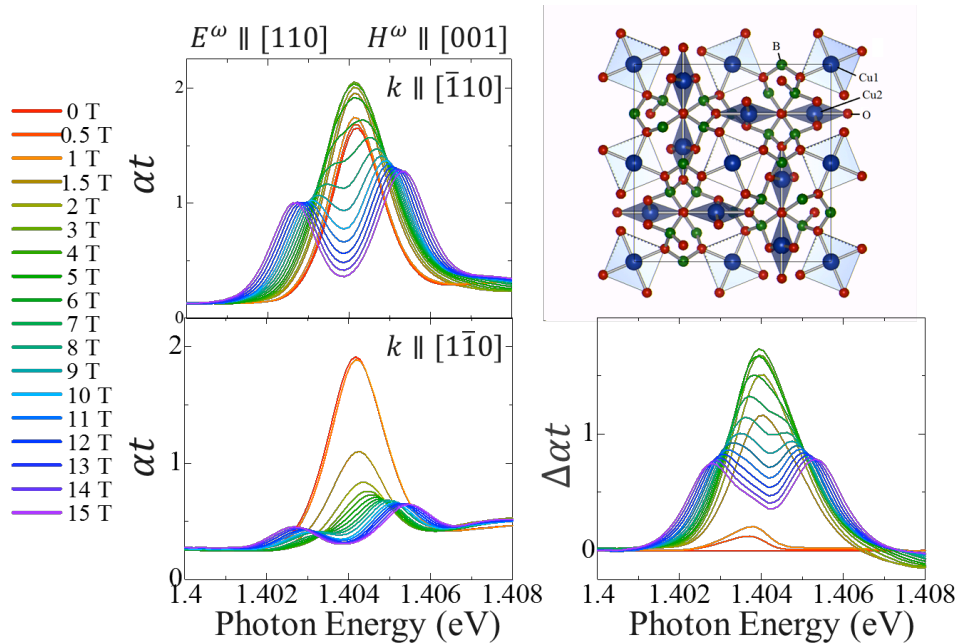 E^ω ∥ [110] H^ω ∥ [001]
k ∥ [1̅10]
2
1
0
αt
0 T
0.5 T
1 T
1.5 T
2 T
3 T
4 T
5 T
6 T
7 T
8 T
9 T
10 T
11 T
12 T
13 T
14 T
15 T
B
Cu1
Cu2
O
k ∥ [11̅0]
2
1
0
αt
1.4 1.402 1.404 1.406 1.408
Photon Energy (eV)
1
0
Δαt
1.4 1.402 1.404 1.406 1.408
Photon Energy (eV)